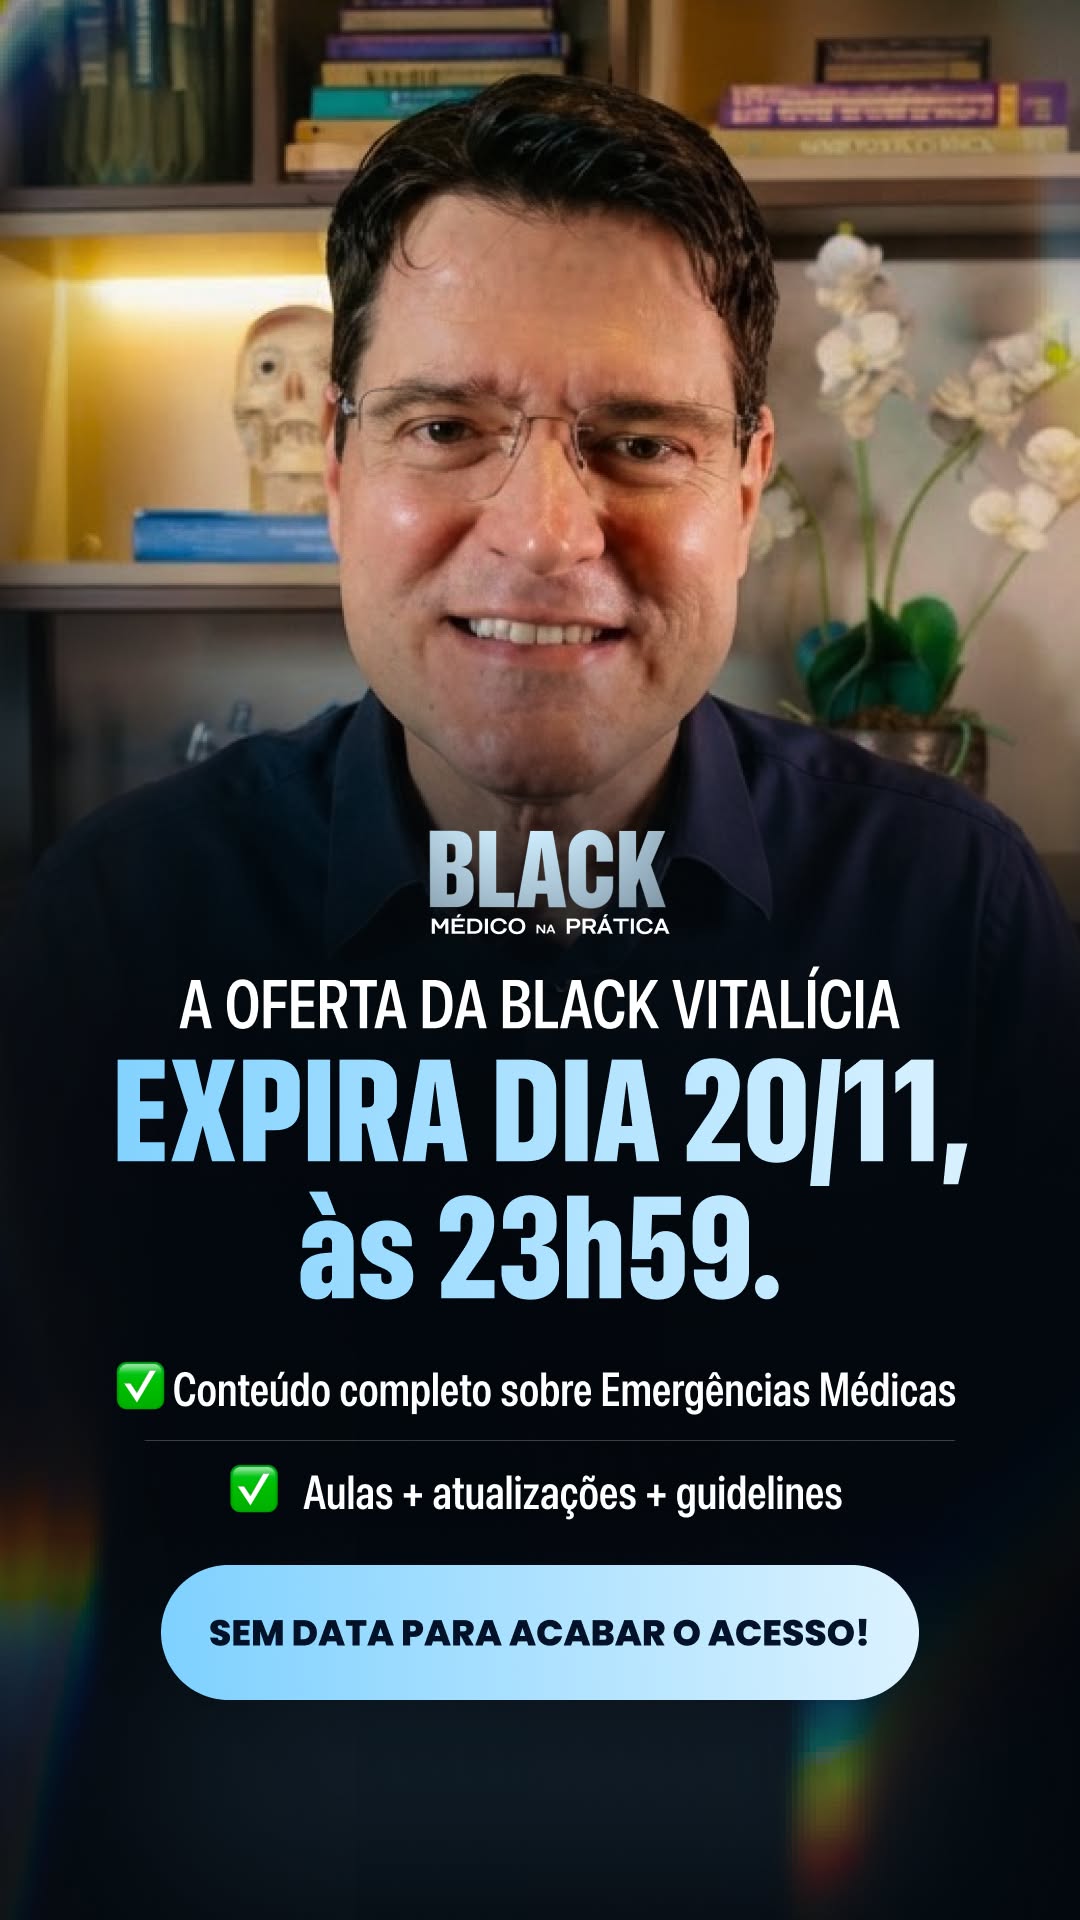 BLACK
MÉDICO NA PRÁTICA
A OFERTA DA BLACK VITALÍCIA
EXPIRA DIA 20/11,
às 23h59.
✅ Conteúdo completo sobre Emergências Médicas
✅ Aulas + atualizações + guidelines
SEM DATA PARA ACABAR O ACESSO!